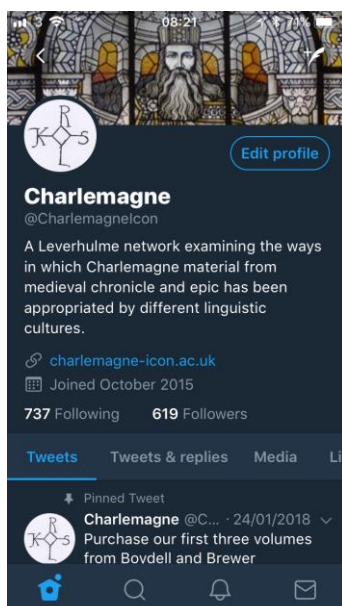 3 08:21 71%
K R L S
Edit profile
Charlemagne
@CharlemagneIcon
A Leverhulme network examining the ways
in which Charlemagne material from
medieval chronicle and epic has been
appropriated by different linguistic
cultures.
charlemagne-icon.ac.uk
Joined October 2015
737 Following 619 Followers
Tweets Tweets & replies Media Li
Pinned Tweet
Charlemagne @C... · 24/01/2018
K R L S
Purchase our first three volumes
from Boydell and Brewer